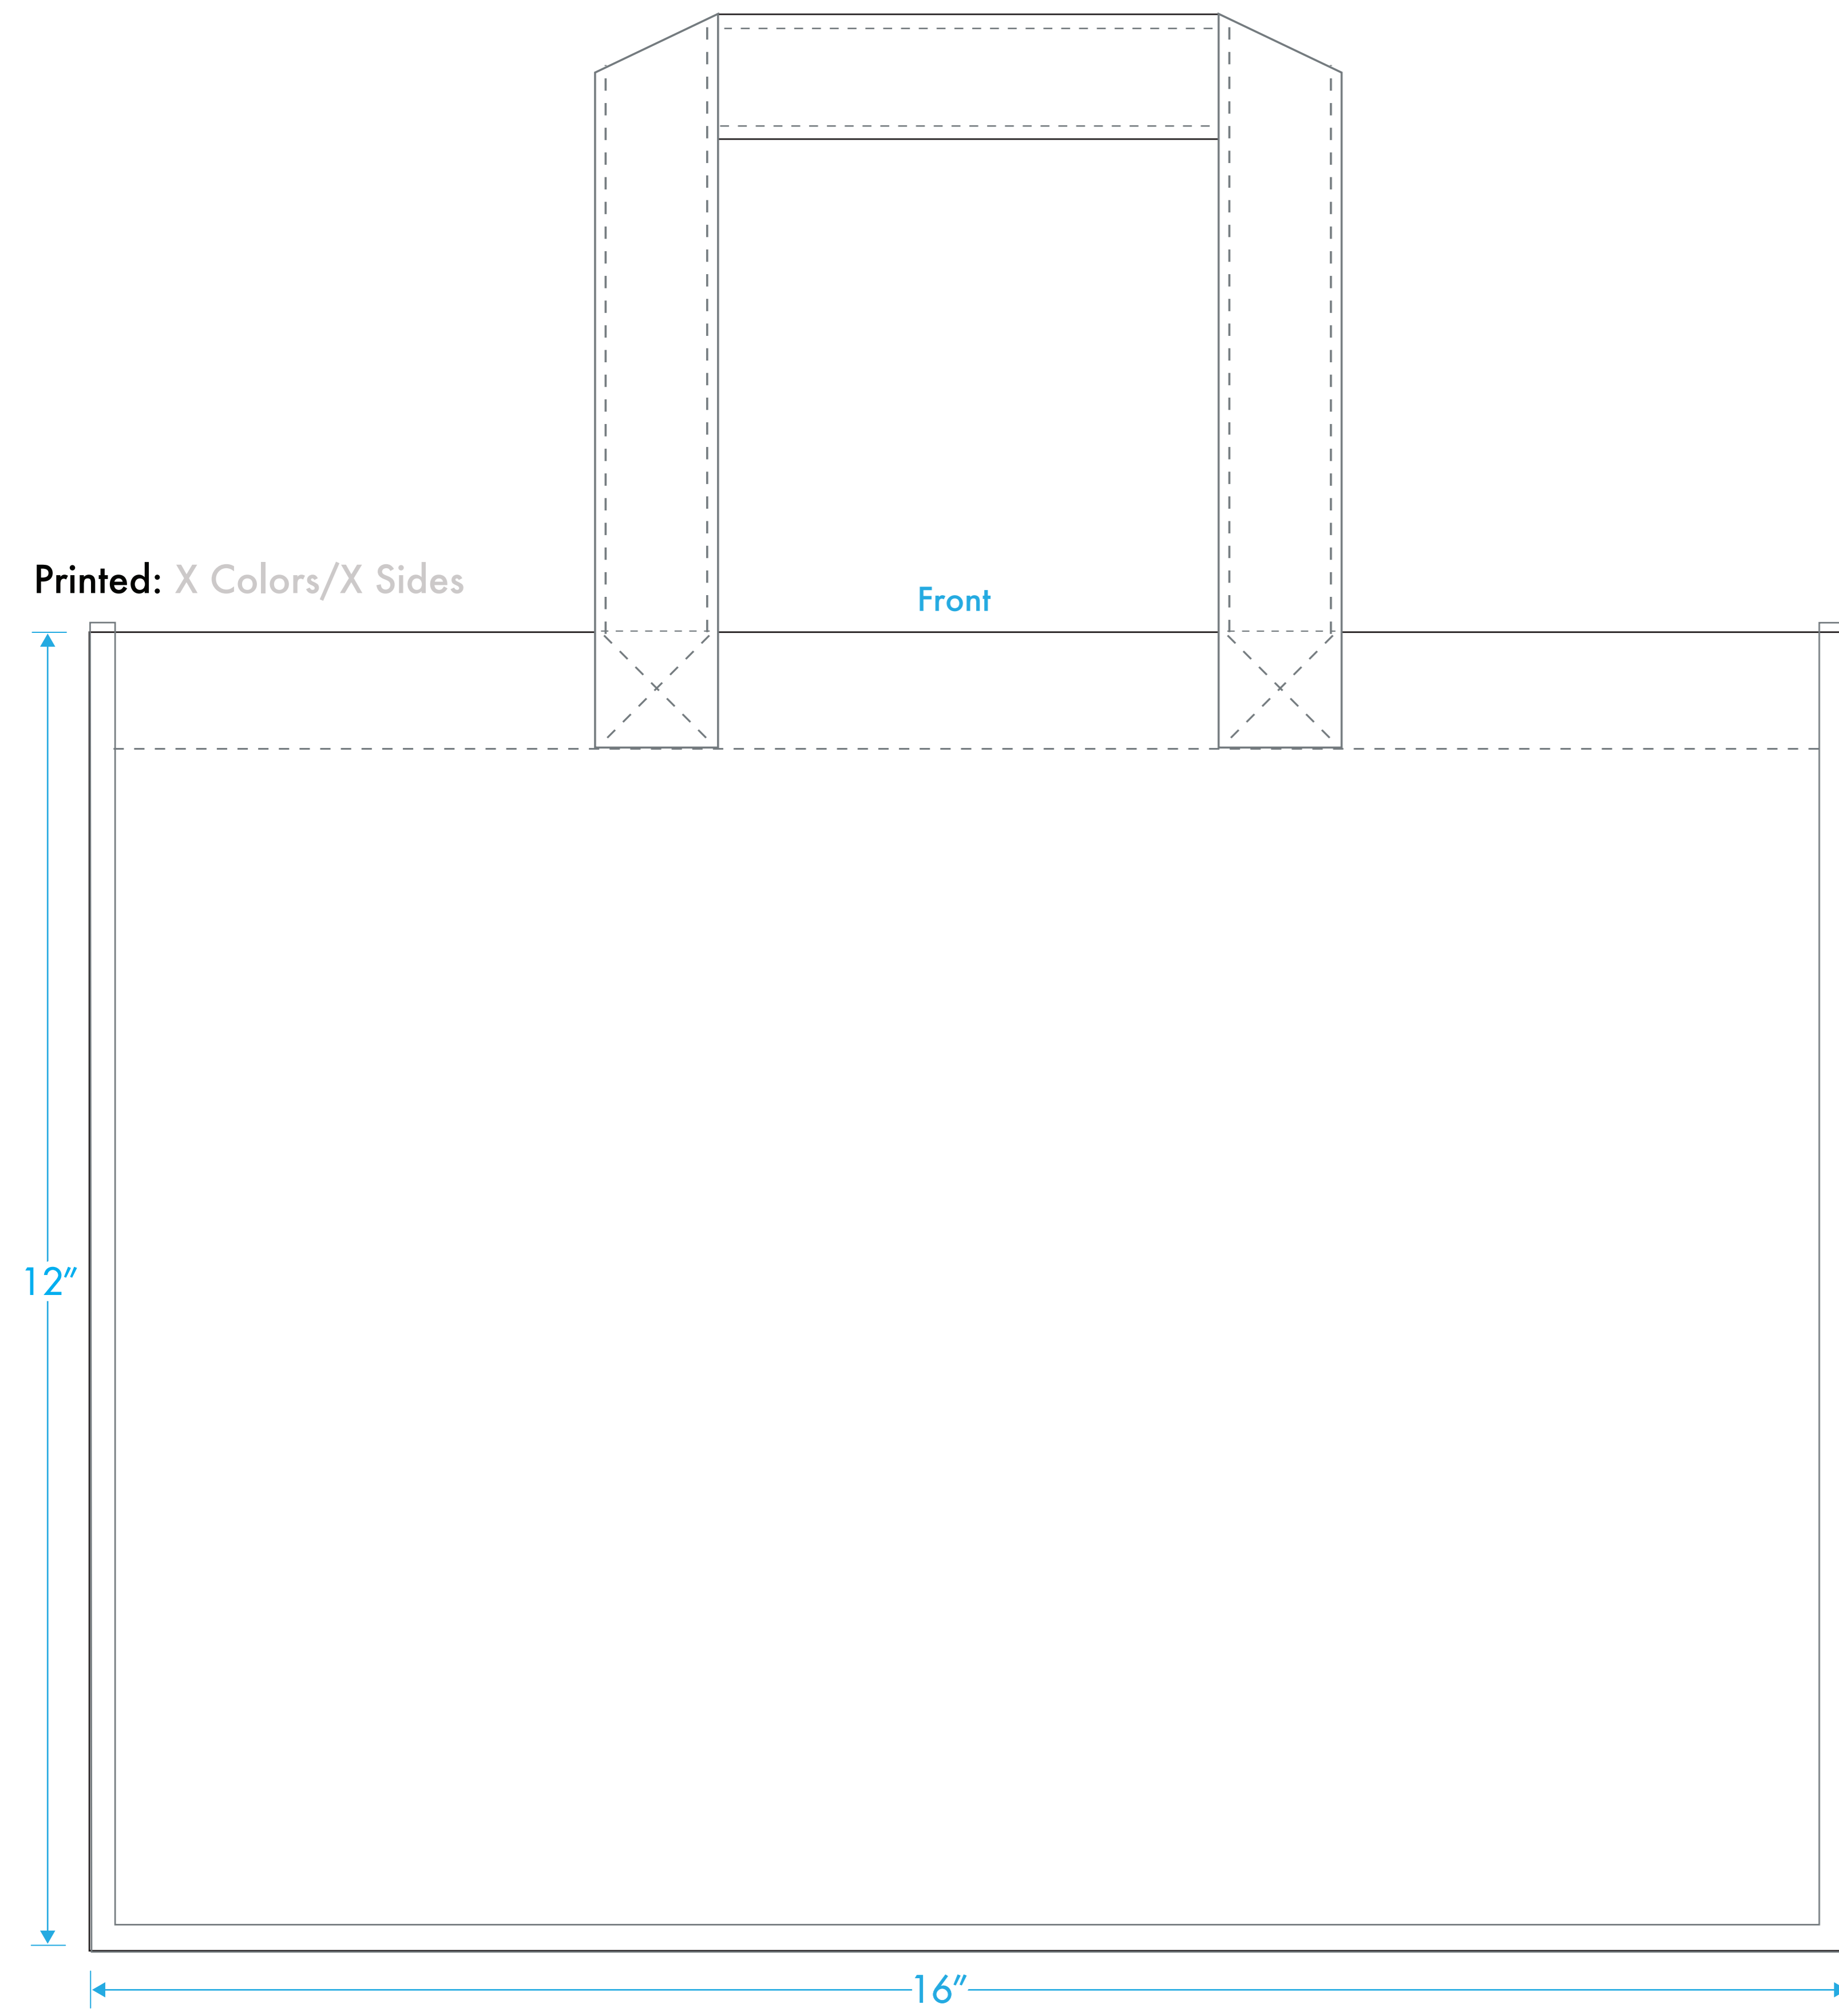 Printed: X Colors/X Sides
Front
12″
16″